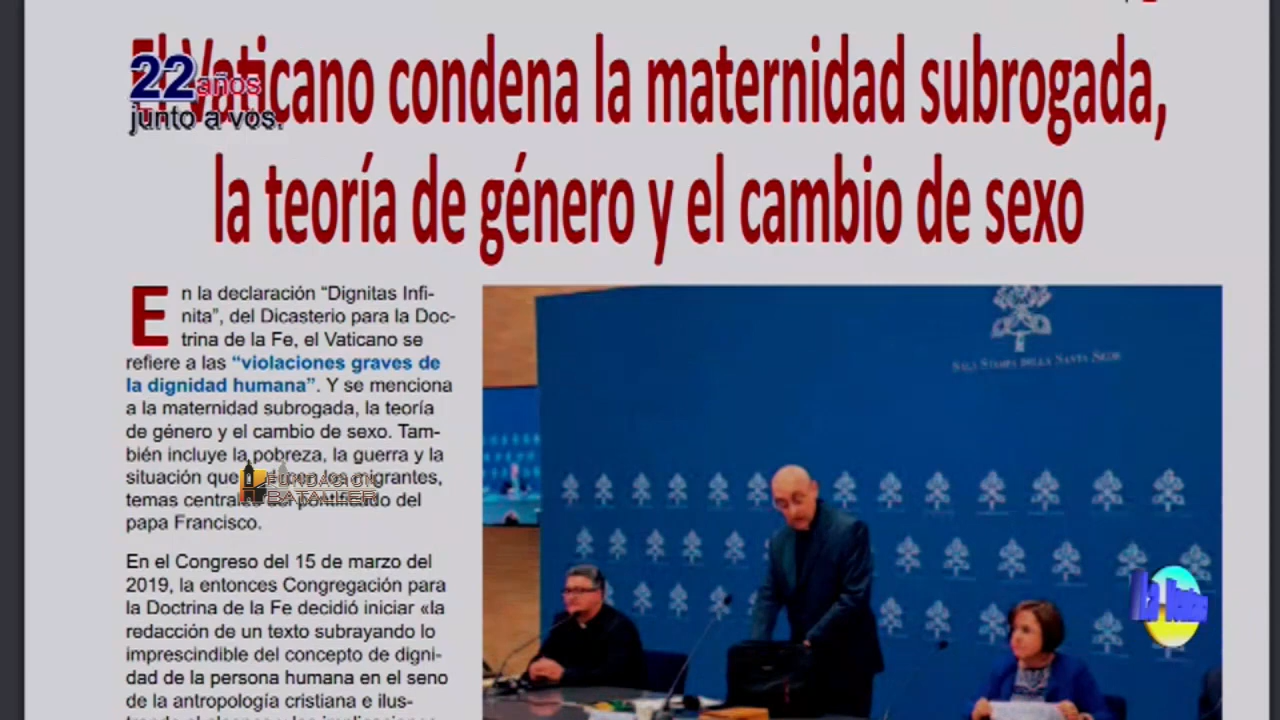 El Vaticano condena la maternidad subrogada,
la teoría de género y el cambio de sexo
22 años
junto a vos.
En la declaración “Dignitas Infi-
nita”, del Dicasterio para la Doc-
trina de la Fe, el Vaticano se
refiere a las “violaciones graves de
la dignidad humana”. Y se menciona
a la maternidad subrogada, la teoría
de género y el cambio de sexo. Tam-
bién incluye la pobreza, la guerra y la
situación que los migrantes,
temas del pontificado del
papa Francisco.
FUNDACION
BATALLER
En el Congreso del 15 de marzo del
2019, la entonces Congregación para
la Doctrina de la Fe decidió iniciar «la
redacción de un texto subrayando lo
imprescindible del concepto de digni-
dad de la persona humana en el seno
de la antropología cristiana e ilus-
SALA STAMPA DELLA SANTA SEDE